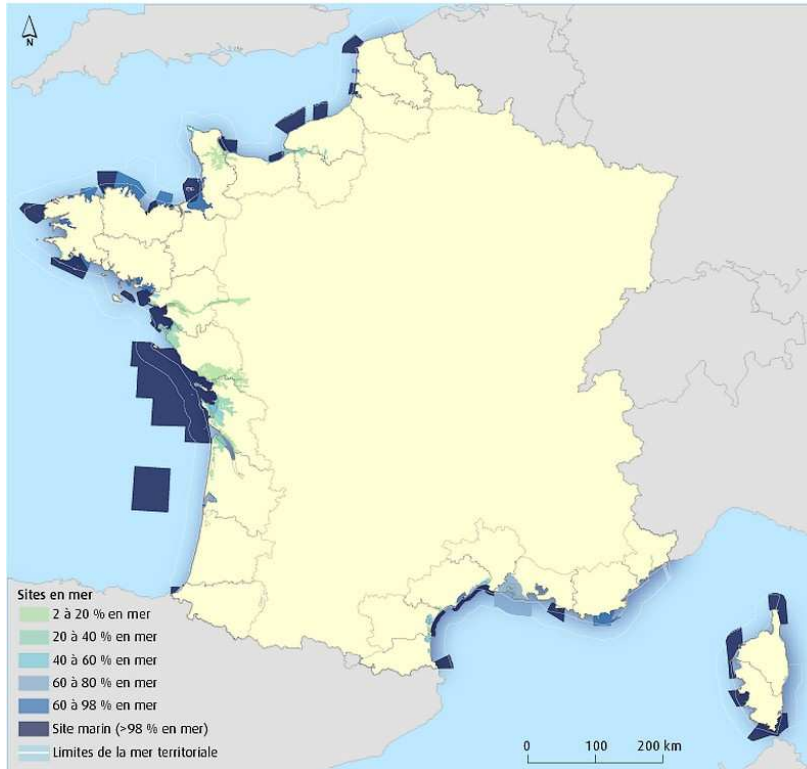 N
Sites en mer
2 à 20 % en mer
20 à 40 % en mer
40 à 60 % en mer
60 à 80 % en mer
60 à 98 % en mer
Site marin (>98 % en mer)
Limites de la mer territoriale
0 100 200 km